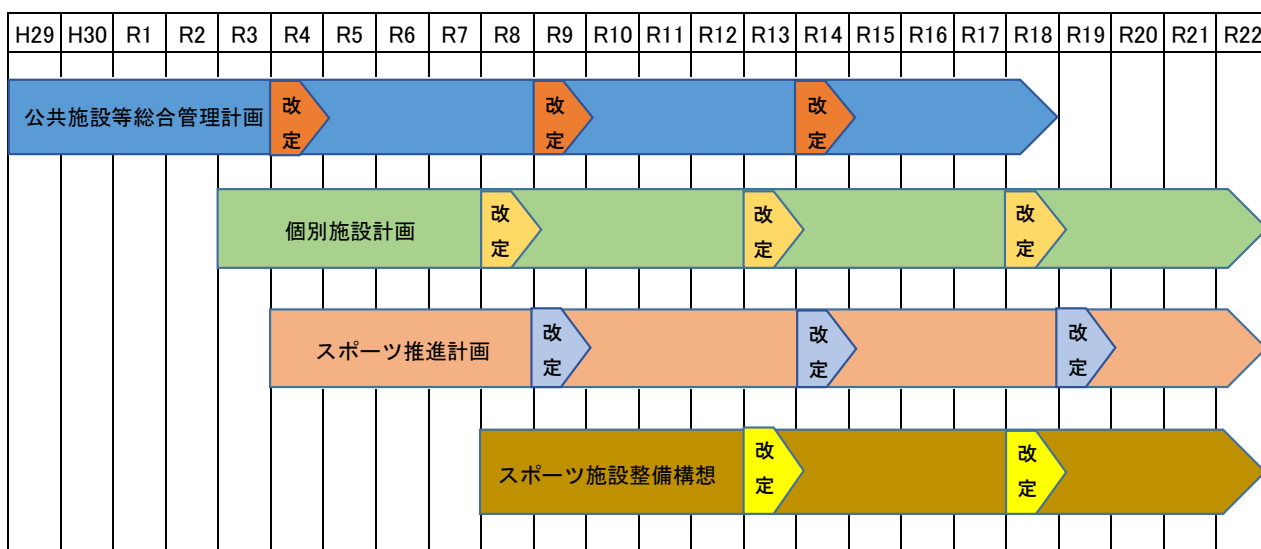 H29 H30 R1 R2 R3 R4 R5 R6 R7 R8 R9 R10 R11 R12 R13 R14 R15 R16 R17 R18 R19 R20 R21 R22
公共施設等総合管理計画 改定 改定 改定
個別施設計画 改定 改定 改定
スポーツ推進計画 改定 改定 改定
スポーツ施設整備構想 改定 改定